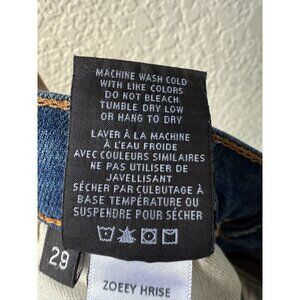 MACHINE WASH COLD
WITH LIKE COLORS
DO NOT BLEACH
TUMBLE DRY LOW
OR HANG TO DRY
LAVER À LA MACHINE
À L'EAU FROIDE
AVEC COULEURS SIMILAIRES
NE PAS UTILISER DE
JAVELLISANT
SÉCHER PAR CULBUTAGE À
BASE TEMPÉRATURE OU
SUSPENDRE POUR SÉCHER
29
ZOEEY HRISE